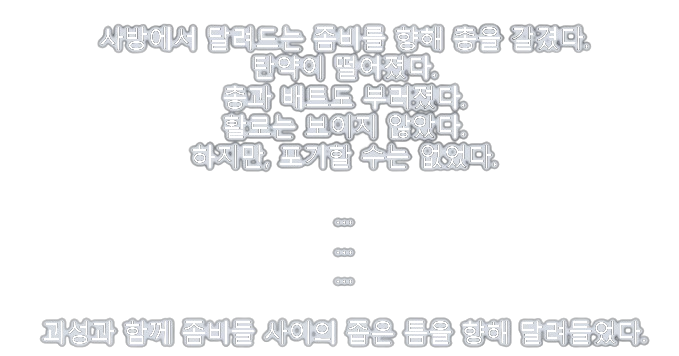 사방에서 달려드는 좀비를 향해 총을 갈겼다.
탄약이 떨어졌다.
총과 배트도 부러졌다.
활로는 보이지 않았다.
하지만, 포기할 수는 없었다.
...
...
...
괴성과 함께 좀비들 사이의 좁은 틈을 향해 달려들었다.